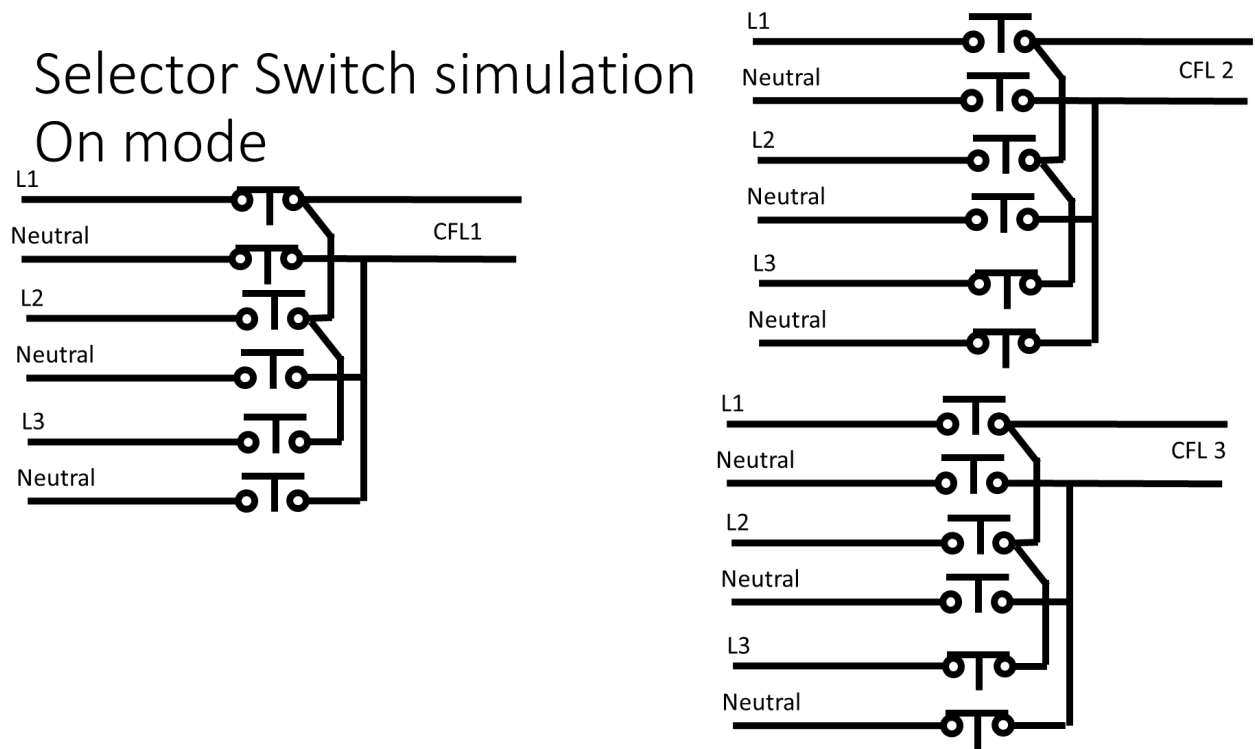 Selector Switch simulation
On mode
L1
Neutral
CFL1
L2
Neutral
L3
Neutral
L1
Neutral
CFL 2
L2
Neutral
L3
Neutral
L1
Neutral
CFL 3
L2
Neutral
L3
Neutral